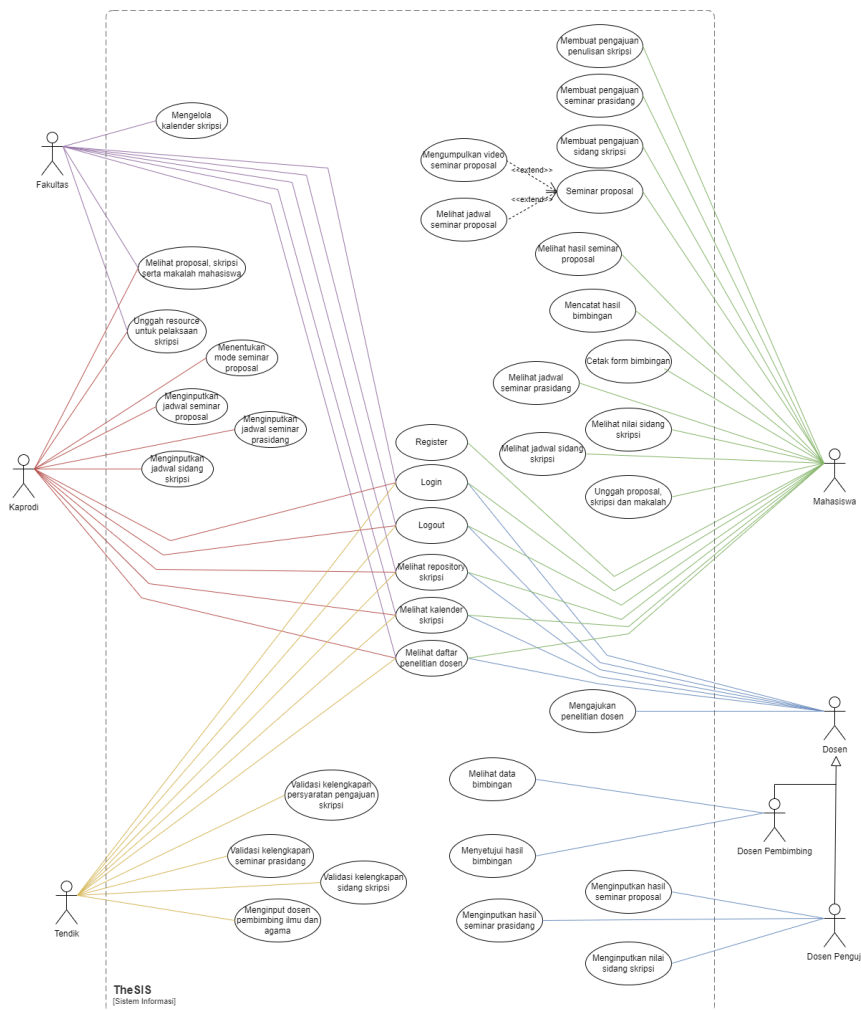 Membuat pengajuan
penulisan skripsi
Membuat pengajuan
seminar prasidang
Mengelola
kalender skripsi
Membuat pengajuan
sidang skripsi
Mengumpulkan video
seminar proposal
<<extend>>
Fakultas
Seminar proposal
<<extend>>
Melihat jadwal
seminar proposal
Melihat hasil seminar
proposal
Melihat proposal, skripsi
serta makalah mahasiswa
Mencatat hasil
bimbingan
Unggah resource
untuk pelaksaan
skripsi
Menentukan
mode seminar
proposal
Cetak form bimbingan
Melihat jadwal
seminar prasidang
Menginputkan
jadwal seminar
proposal
Menginputkan
jadwal seminar
prasidang
Melihat nilai sidang
skripsi
Register
Melihat jadwal sidang
skripsi
Menginputkan
jadwal sidang
skripsi
Login
Unggah proposal,
skripsi dan makalah
Kaprodi
Mahasiswa
Logout
Melihat repository
skripsi
Melihat kalender
skripsi
Melihat daftar
penelitian dosen
Mengajukan
penelitian dosen
Dosen
Melihat data
bimbingan
Validasi kelengkapan
persyaratan pengajuan
skripsi
Dosen Pembimbing
Validasi kelengkapan
seminar prasidang
Menyetujui hasil
bimbingan
Validasi kelengkapan
sidang skripsi
Menginputkan hasil
seminar proposal
Menginput dosen
pembimbing ilmu dan
agama
Menginputkan hasil
seminar prasidang
Tendik
Dosen Penguj
Menginputkan nilai
sidang skripsi
TheSIS
[Sistem Informasi]